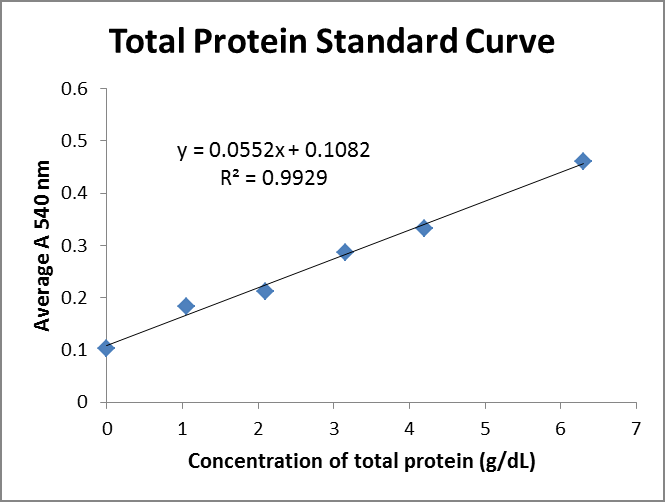 Total Protein Standard Curve
0.6
0.5
0.4
0.3
0.2
0.1
0
y = 0.0552x + 0.1082
R² = 0.9929
Average A 540 nm
0 1 2 3 4 5 6 7
Concentration of total protein (g/dL)